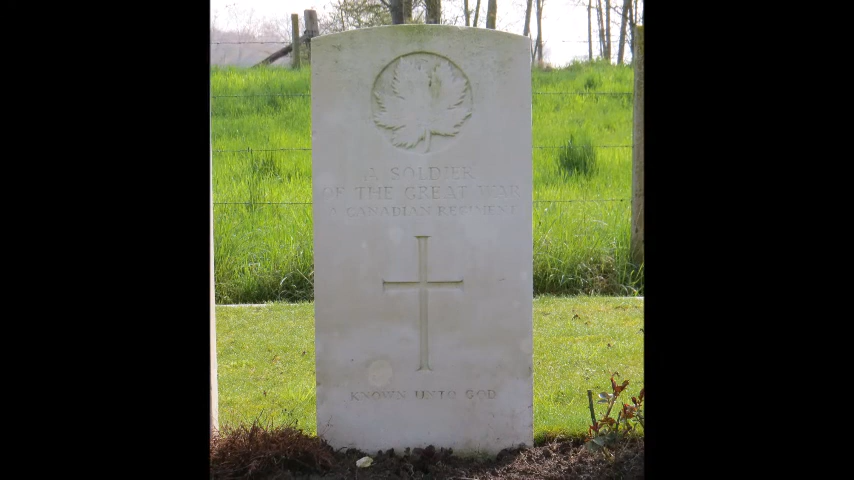 A SOLDIER
OF THE GREAT WAR
A CANADIAN REGIMENT
KNOWN UNTO GOD